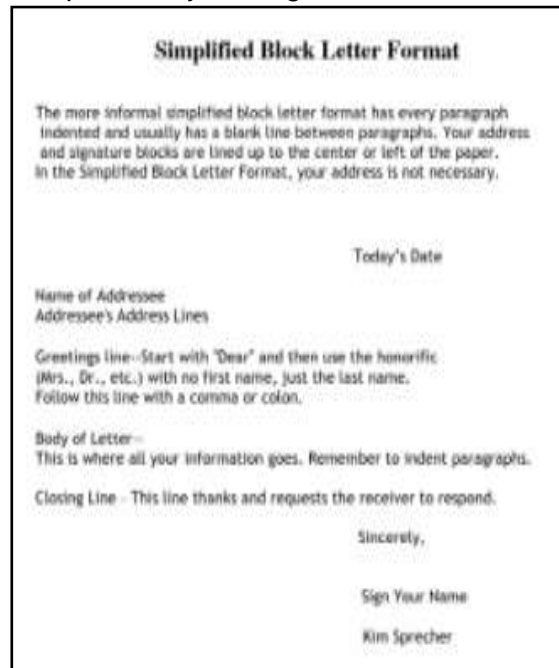 Simplified Block Letter Format
The more informal simplified block letter format has every paragraph
indented and usually has a blank line between paragraphs. Your address
and signature blocks are lined up to the center or left of the paper.
In the Simplified Block Letter Format, your address is not necessary.
Today's Date
Name of Addressee
Addressee's Address Lines
Greetings line--Start with "Dear" and then use the honorific
(Mrs., Dr., etc.) with no first name, just the last name.
Follow this line with a comma or colon.
Body of Letter--
This is where all your information goes. Remember to indent paragraphs.
Closing Line - This line thanks and requests the receiver to respond.
Sincerely,
Sign Your Name
Kim Sprecher